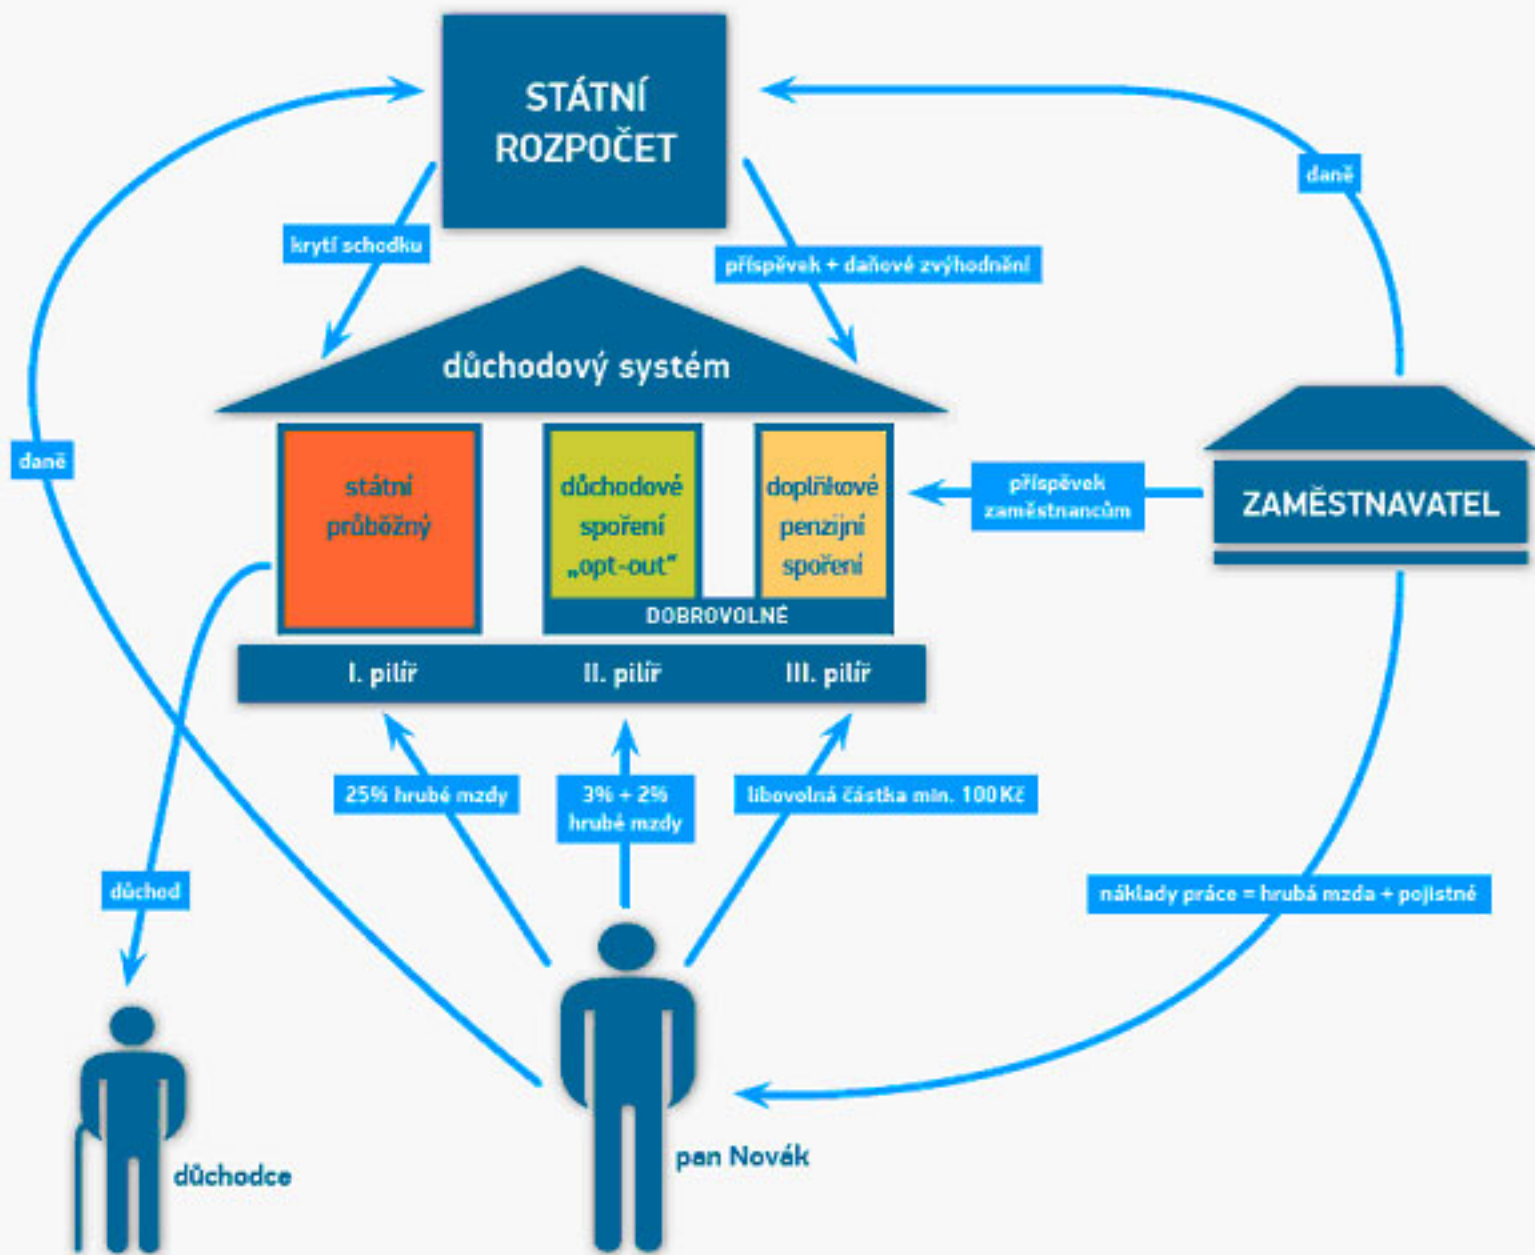 STÁTNÍ
ROZPOČET
daně
krytí schodku
příspěvek + daňové zvýhodnění
důchodový systém
daně
státní
průběžný
důchodové
spoření
„opt-out“
doplňkové
penzijní
spoření
příspěvek
zaměstnancům
ZAMĚSTNAVATEL
DOBROVOLNÉ
I. pilíř
II. pilíř
III. pilíř
25% hrubé mzdy
3% + 2%
hrubé mzdy
libovolná částka min. 100 Kč
důchod
náklady práce = hrubá mzda + pojistné
pan Novák
důchodce